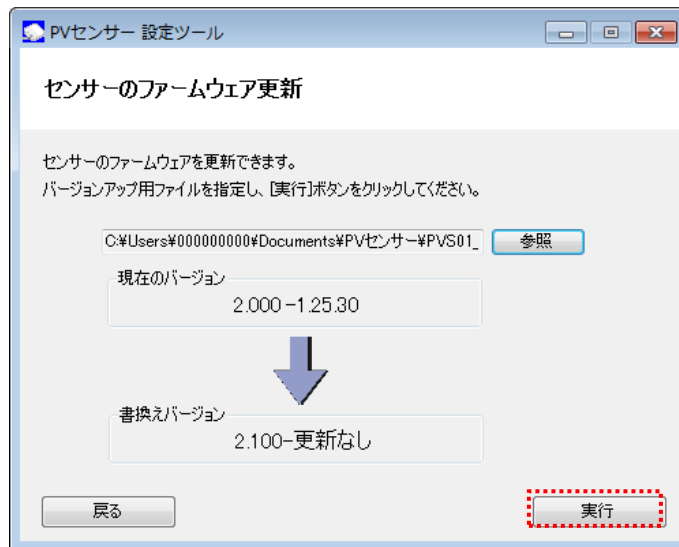 PVセンサー 設定ツール
センサーのファームウェア更新
センサーのファームウェアを更新できます。
バージョンアップ用ファイルを指定し、[実行]ボタンをクリックしてください。
C:¥Users¥000000000¥Documents¥PVセンサー¥PVS01_ 参照
現在のバージョン
2.000-1.25.30
書換えバージョン
2.100-更新なし
戻る 実行